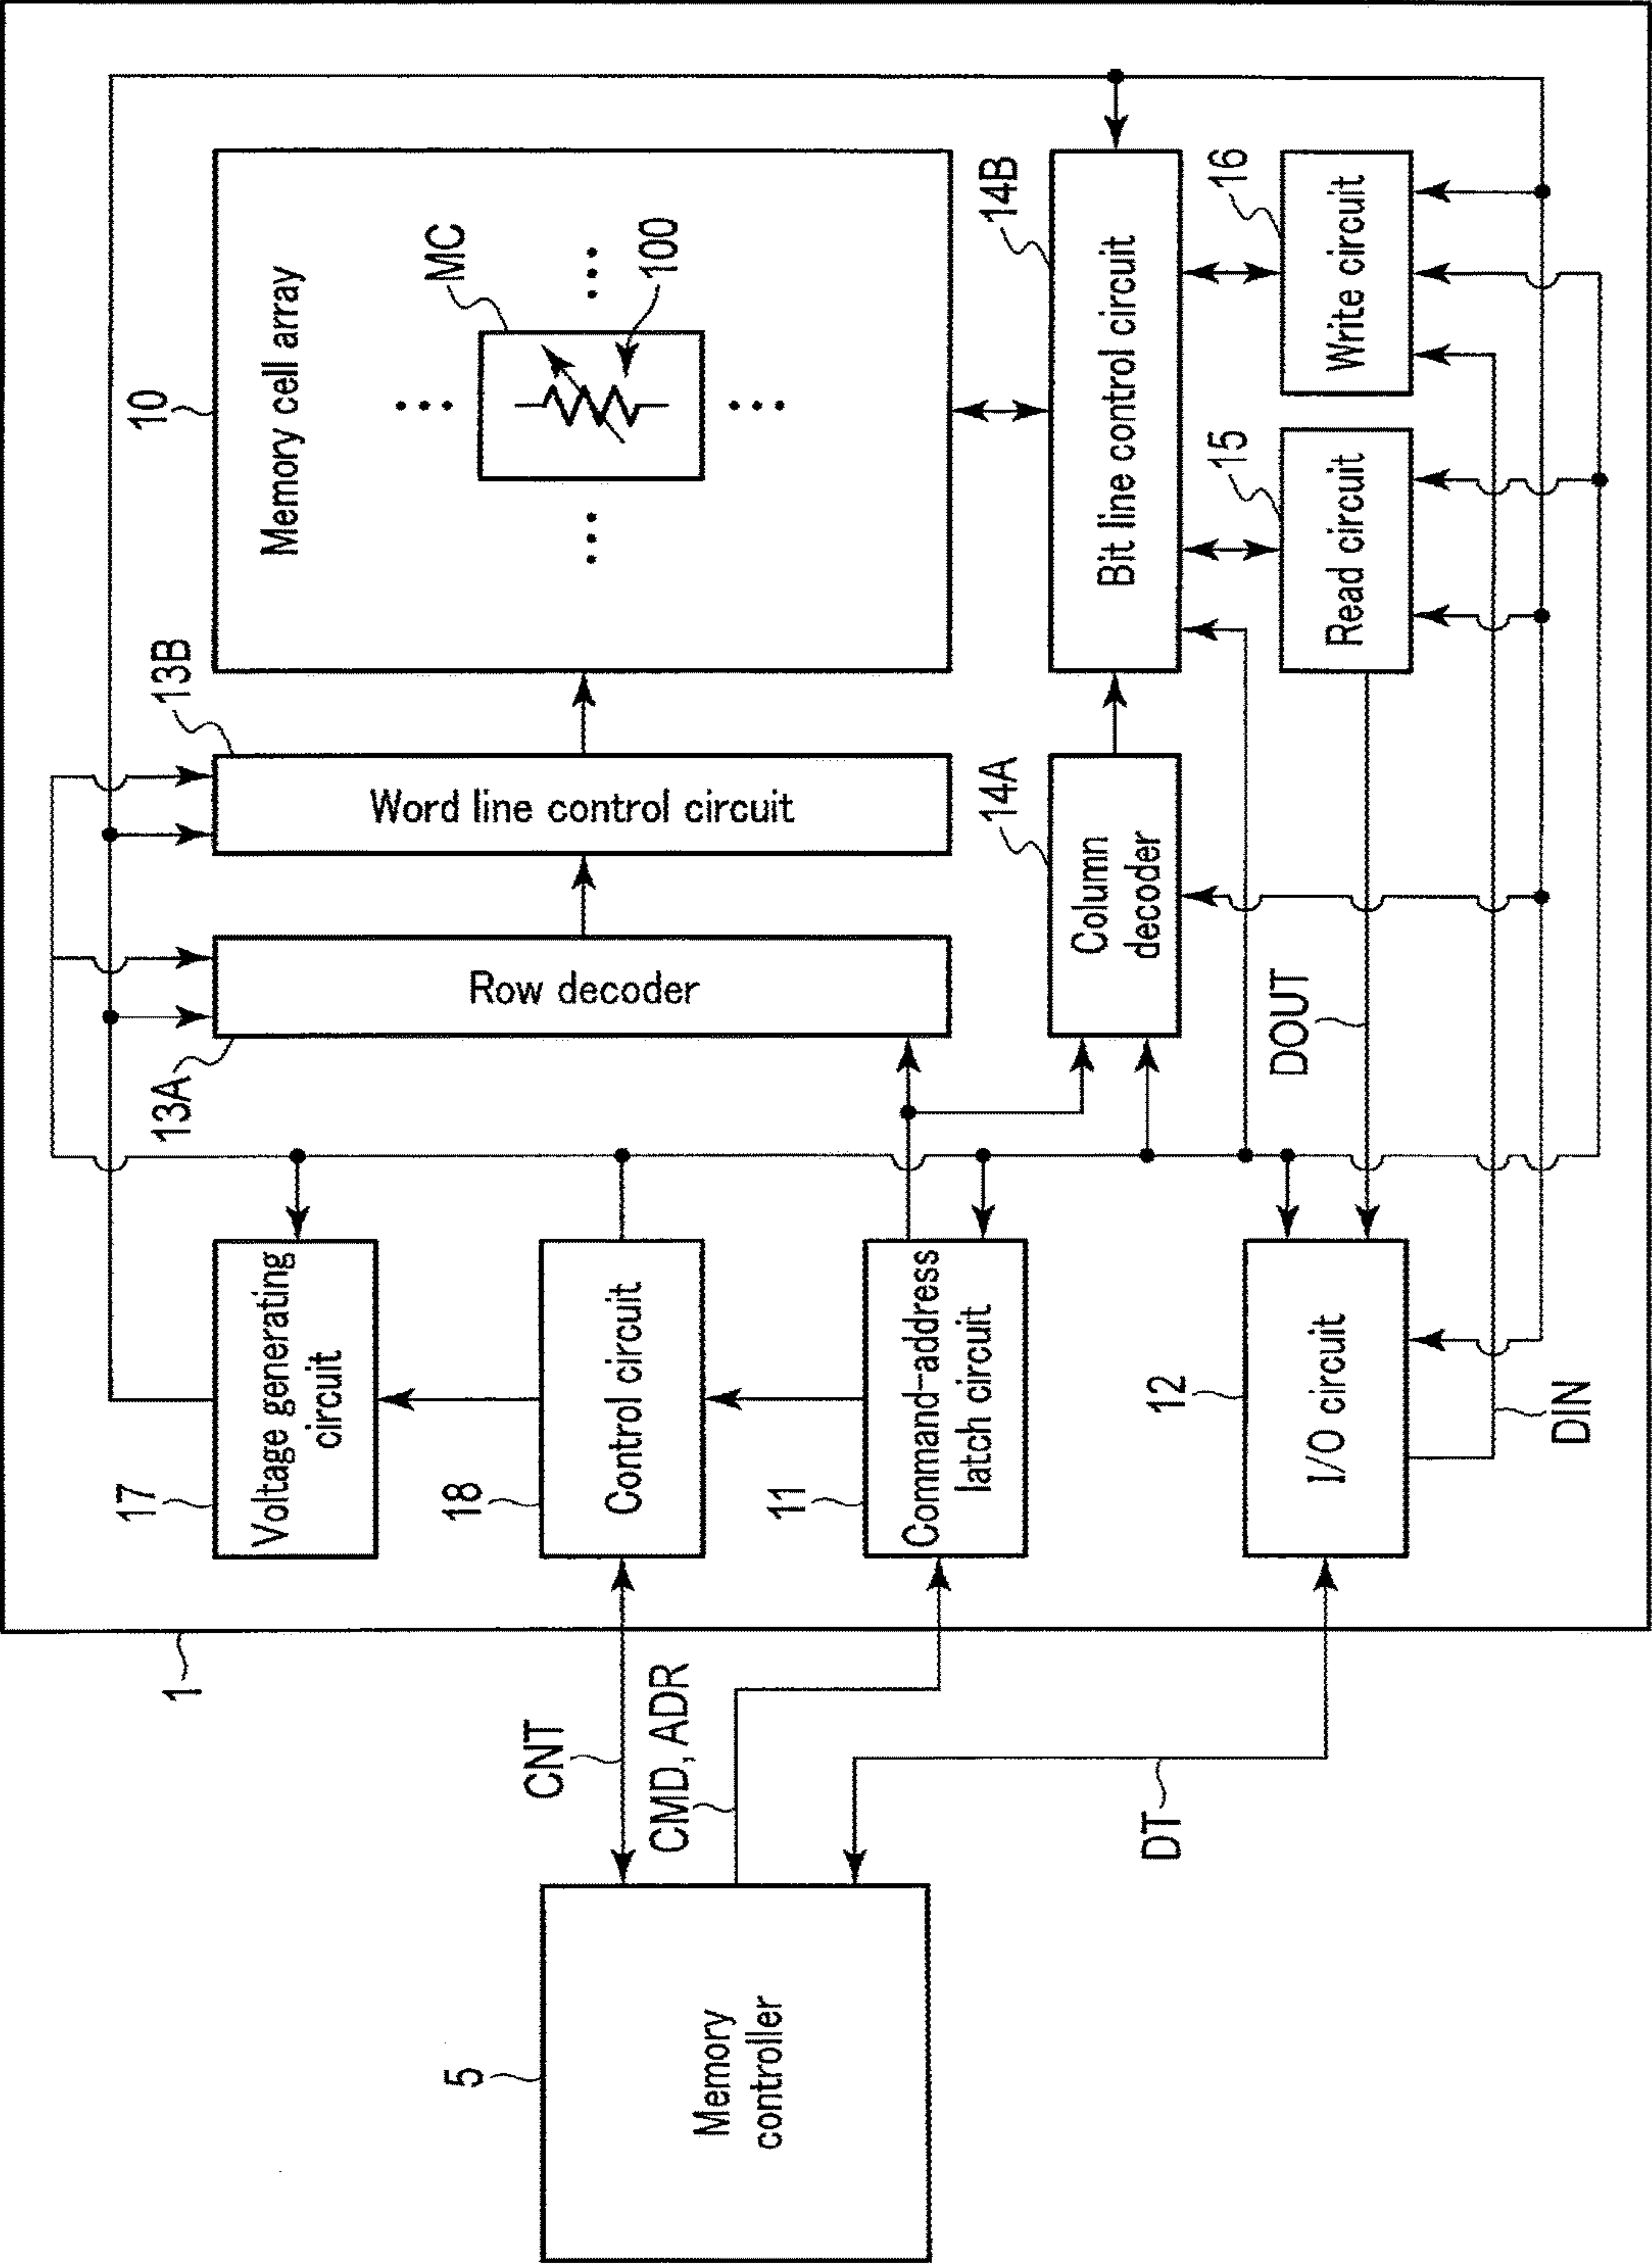 1
10
Memory cell array
MC
100
13B
Word line control circuit
13A
Row decoder
14B
Bit line control circuit
14A
Column
decoder
16
Write circuit
15
Read circuit
DOUT
17
Voltage generating
circuit
18
Control circuit
11
Command-address
latch circuit
12
I/O circuit
DIN
CNT
CMD, ADR
DT
5
Memory
controller